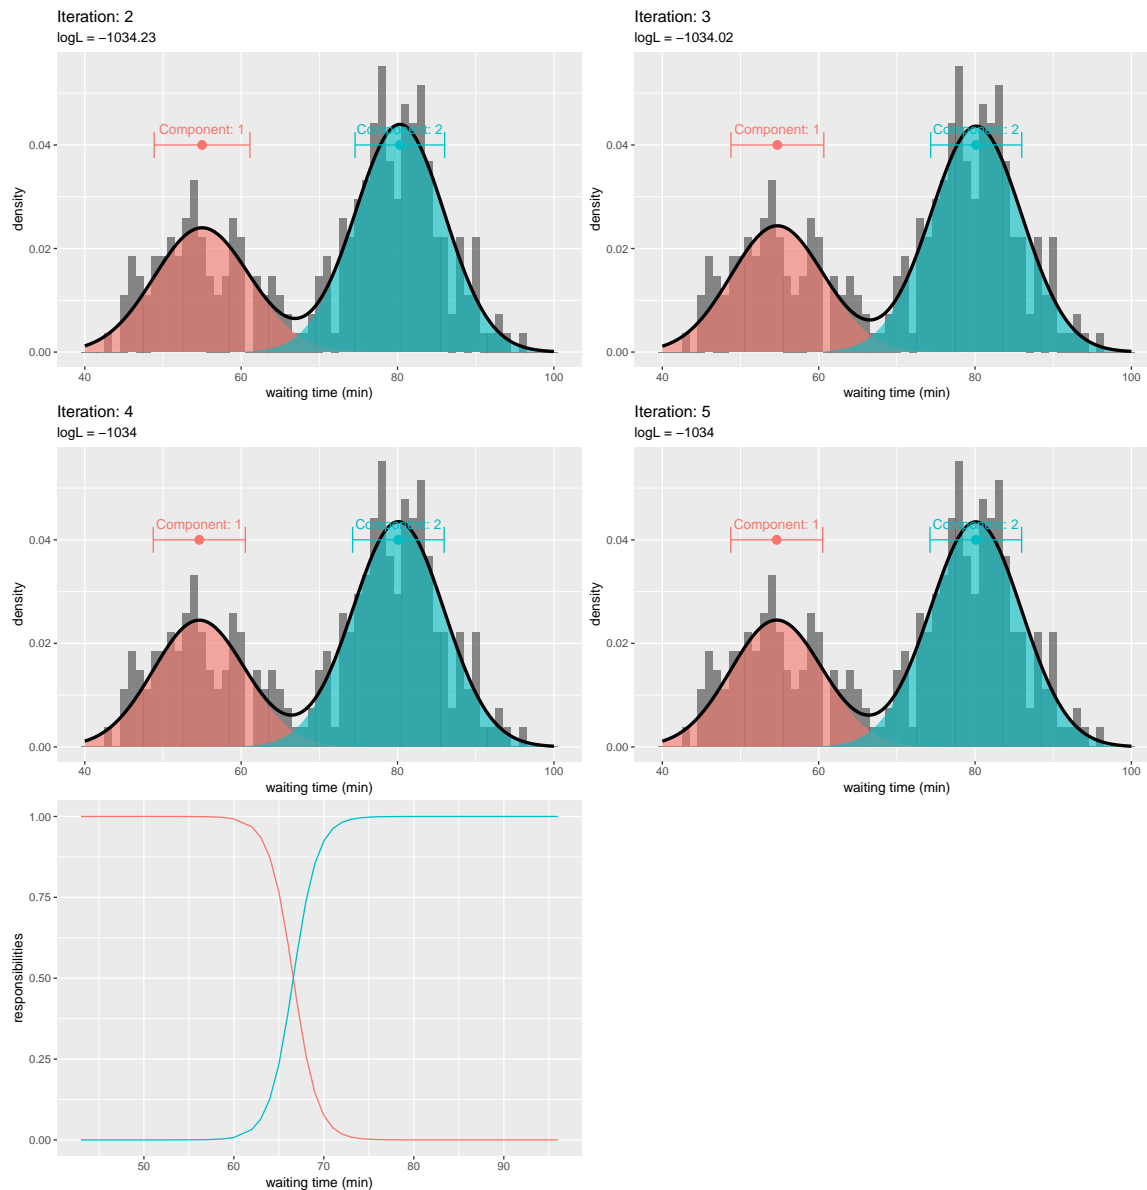 Iteration: 2
logL = −1034.23
density
0.04
0.02
0.00
Component: 1
Component: 2
40 60 80 100
waiting time (min)
Iteration: 3
logL = −1034.02
density
0.04
0.02
0.00
Component: 1
Component: 2
40 60 80 100
waiting time (min)
Iteration: 4
logL = −1034
density
0.04
0.02
0.00
Component: 1
Component: 2
40 60 80 100
waiting time (min)
Iteration: 5
logL = −1034
density
0.04
0.02
0.00
Component: 1
Component: 2
40 60 80 100
waiting time (min)
responsibilities
1.00
0.75
0.50
0.25
0.00
50 60 70 80 90
waiting time (min)